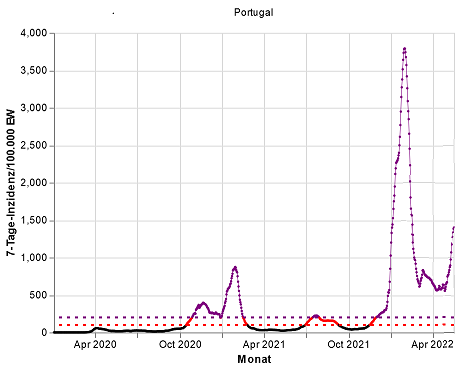 Portugal
7-Tage-Inzidenz/100.000 EW
4,000
3,500
3,000
2,500
2,000
1,500
1,000
500
0
Apr 2020
Oct 2020
Apr 2021
Oct 2021
Apr 2022
Monat